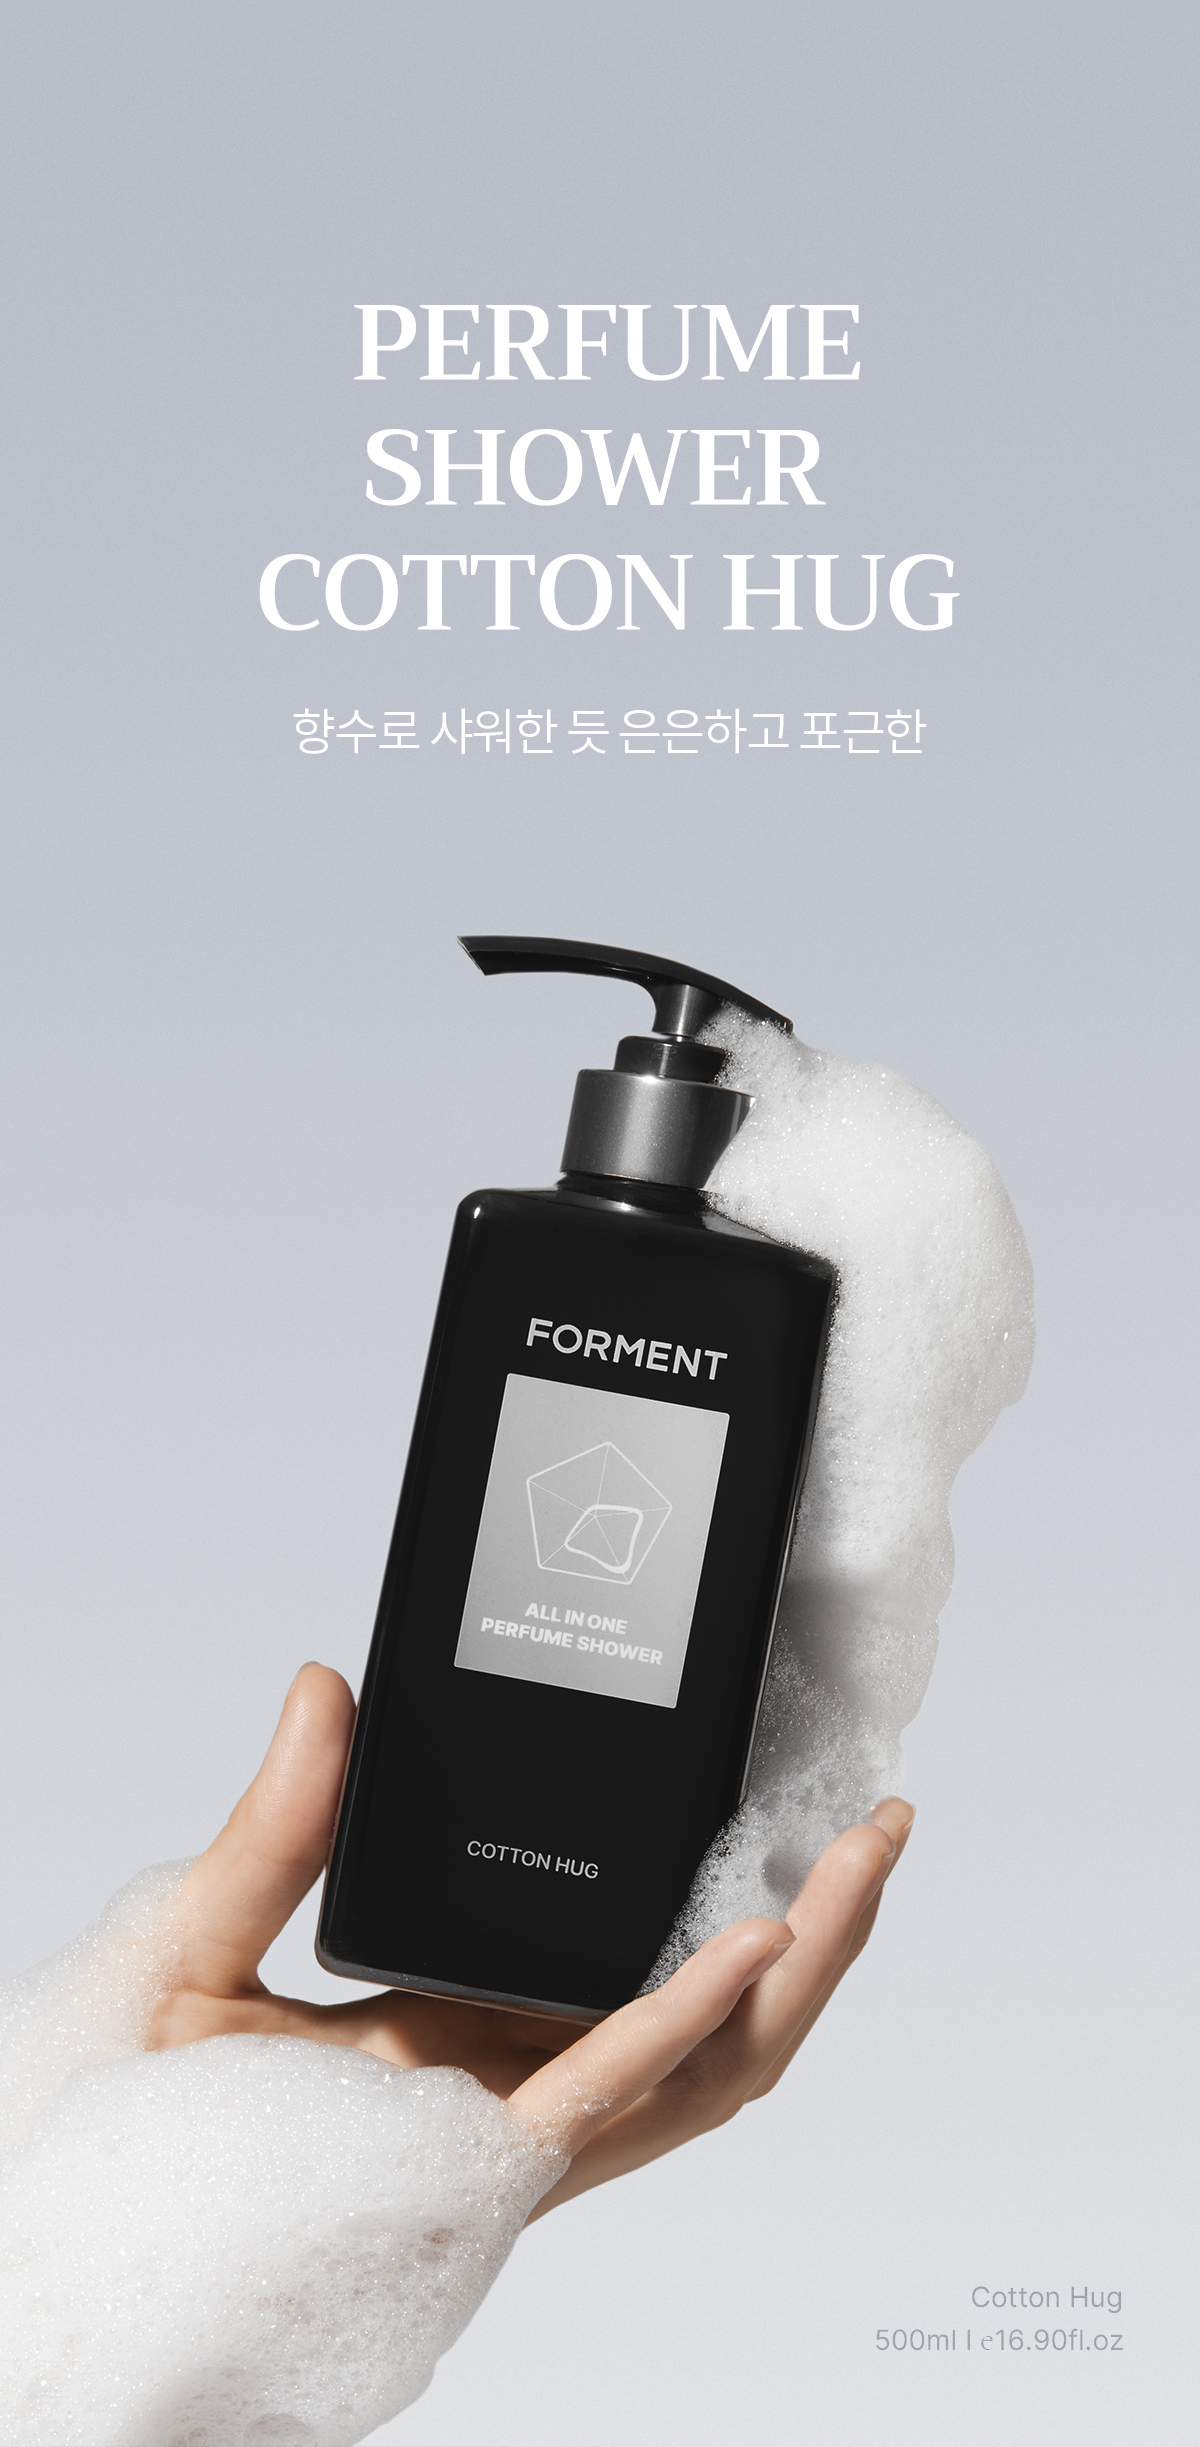 PERFUME
SHOWER
COTTON HUG
향수로 샤워한 듯 은은하고 포근한
FORMENT
ALL IN ONE
PERFUME SHOWER
COTTON HUG
Cotton Hug
500ml I e16.90fl.oz